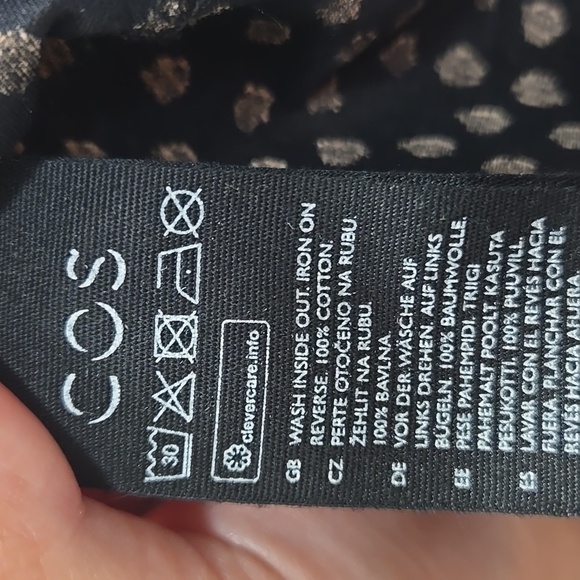 COS
30
clevercare.info
GB WASH INSIDE OUT. IRON ON
REVERSE. 100% COTTON.
CZ PERTE OTOČENO NA RUBU.
ŽEHLIT NA RUBU.
100% BAVLNA.
DE VOR DER WÄSCHE AUF
LINKS DREHEN. AUF LINKS
BÜGELN. 100% BAUMWOLLE.
EE PESE PAHEMPIDI. TRIIGI
PAHEMALT POOLT. KASUTA
PESUKOTTI. 100% PUUVILL.
ES LAVAR CON EL REVÉS HACIA
FUERA. PLANCHAR CON EL
REVÉS HACIA AFUERA.